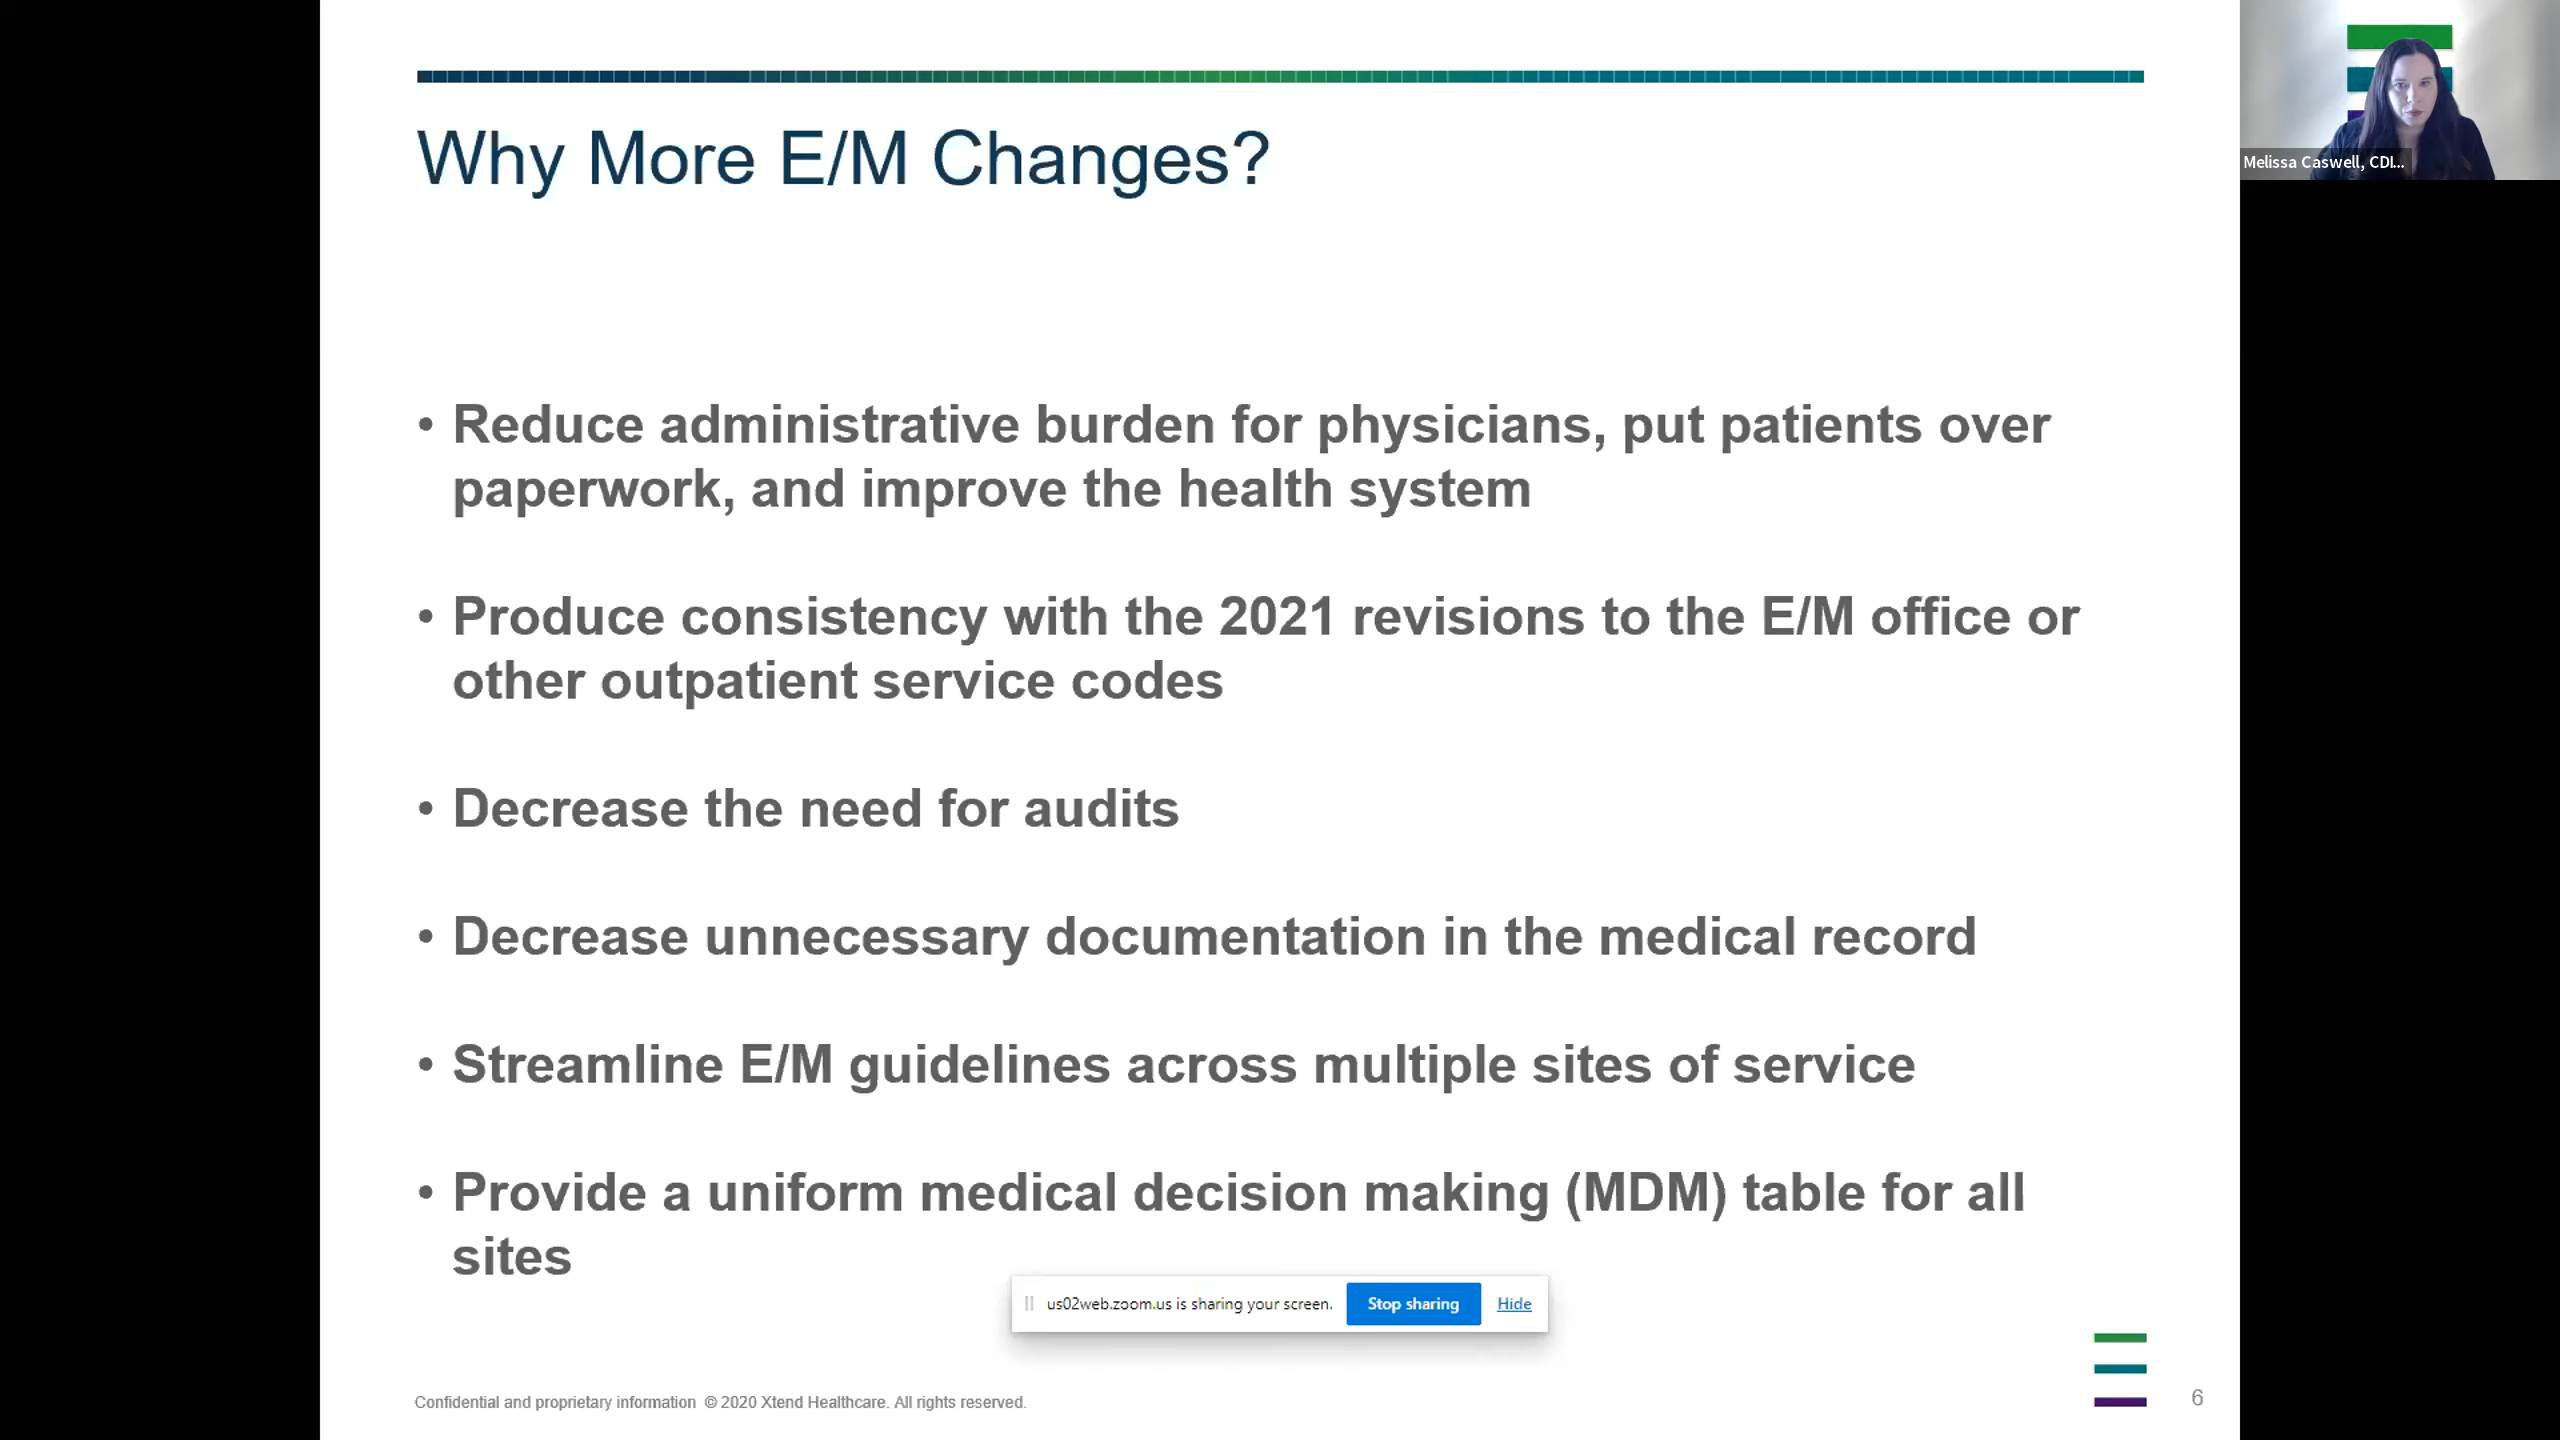 Why More E/M Changes?
Melissa Caswell, CDI...
• Reduce administrative burden for physicians, put patients over
paperwork, and improve the health system
• Produce consistency with the 2021 revisions to the E/M office or
other outpatient service codes
• Decrease the need for audits
• Decrease unnecessary documentation in the medical record
• Streamline E/M guidelines across multiple sites of service
• Provide a uniform medical decision making (MDM) table for all
sites
us02web.zoom.us is sharing your screen. Stop sharing Hide
Confidential and proprietary information © 2020 Xtend Healthcare. All rights reserved.
6